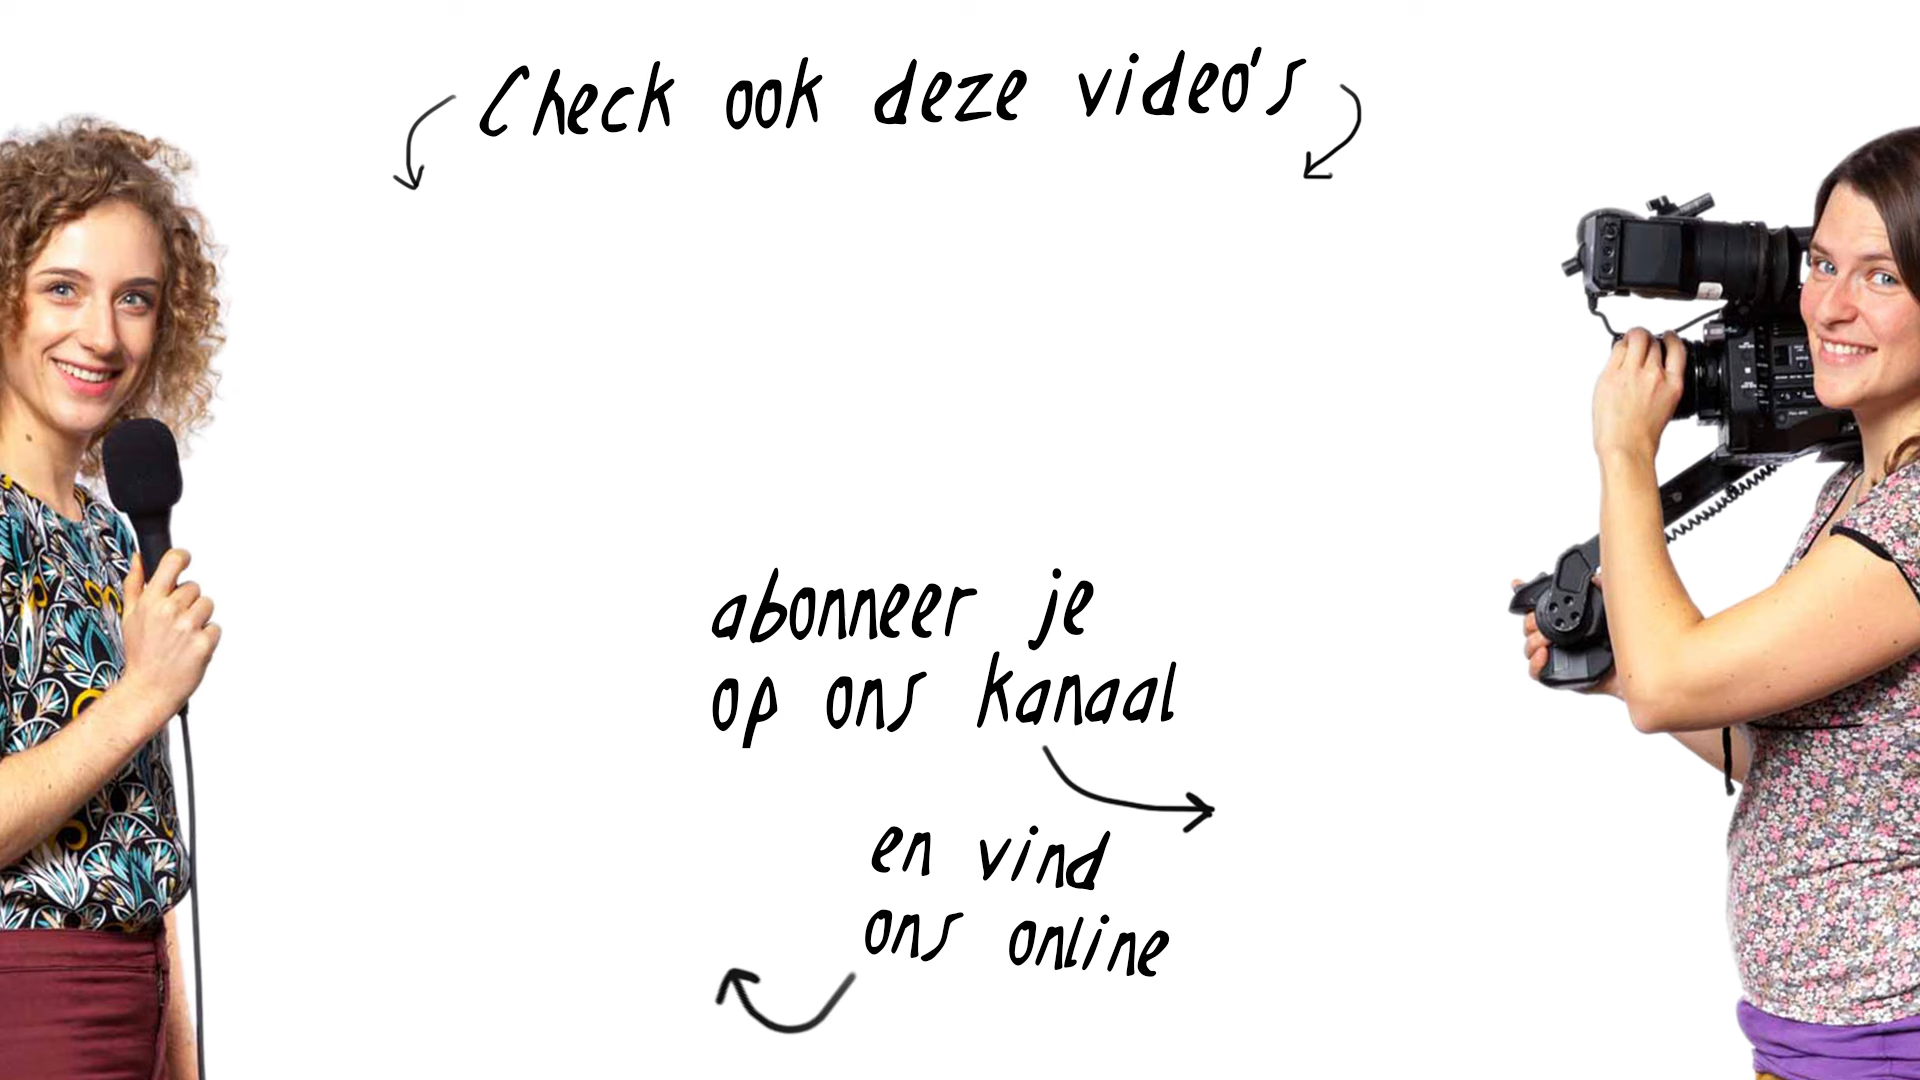 Check ook deze video's
abonneer je
op ons kanaal
en vind
ons online